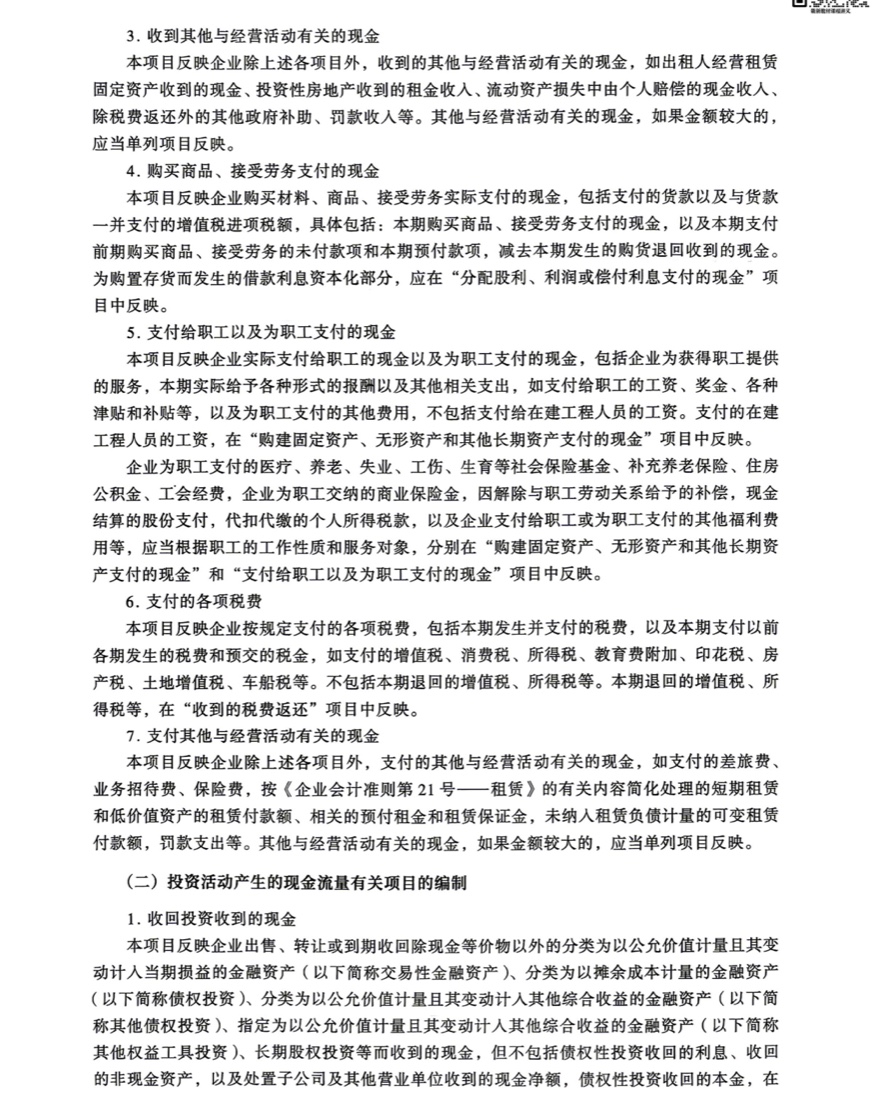 3. 收到其他与经营活动有关的现金
本项目反映企业除上述各项目外，收到的其他与经营活动有关的现金，如出租人经营租赁
固定资产收到的现金、投资性房地产收到的租金收入、流动资产损失中由个人赔偿的现金收入、
除税费返还外的其他政府补助、罚款收入等。其他与经营活动有关的现金，如果金额较大的，
应当单列项目反映。
4. 购买商品、接受劳务支付的现金
本项目反映企业购买材料、商品、接受劳务实际支付的现金，包括支付的货款以及与货款
一并支付的增值税进项税额，具体包括：本期购买商品、接受劳务支付的现金，以及本期支付
前期购买商品、接受劳务的未付款项和本期预付款项，减去本期发生的购货退回收到的现金。
为购置存货而发生的借款利息资本化部分，应在“分配股利、利润或偿付利息支付的现金”项
目中反映。
5. 支付给职工以及为职工支付的现金
本项目反映企业实际支付给职工的现金以及为职工支付的现金，包括企业为获得职工提供
的服务，本期实际给予各种形式的报酬以及其他相关支出，如支付给职工的工资、奖金、各种
津贴和补贴等，以及为职工支付的其他费用，不包括支付给在建工程人员的工资。支付的在建
工程人员的工资，在“购建固定资产、无形资产和其他长期资产支付的现金”项目中反映。
企业为职工支付的医疗、养老、失业、工伤、生育等社会保险基金、补充养老保险、住房
公积金、工会经费，企业为职工交纳的商业保险金，因解除与职工劳动关系给予的补偿，现金
结算的股份支付，代扣代缴的个人所得税款，以及企业支付给职工或为职工支付的其他福利费
用等，应当根据职工的工作性质和服务对象，分别在“购建固定资产、无形资产和其他长期资
产支付的现金”和“支付给职工以及为职工支付的现金”项目中反映。
6. 支付的各项税费
本项目反映企业按规定支付的各项税费，包括本期发生并支付的税费，以及本期支付以前
各期发生的税费和预交的税金，如支付的增值税、消费税、所得税、教育费附加、印花税、房
产税、土地增值税、车船税等。不包括本期退回的增值税、所得税等。本期退回的增值税、所
得税等，在“收到的税费返还”项目中反映。
7. 支付其他与经营活动有关的现金
本项目反映企业除上述各项目外，支付的其他与经营活动有关的现金，如支付的差旅费、
业务招待费、保险费，按《企业会计准则第 21 号——租赁》的有关内容简化处理的短期租赁
和低价值资产的租赁付款额、相关的预付租金和租赁保证金，未纳入租赁负债计量的可变租赁
付款额，罚款支出等。其他与经营活动有关的现金，如果金额较大的，应当单列项目反映。
（二）投资活动产生的现金流量有关项目的编制
1. 收回投资收到的现金
本项目反映企业出售、转让或到期收回除现金等价物以外的分类为以公允价值计量且其变
动计入当期损益的金融资产（以下简称交易性金融资产）、分类为以摊余成本计量的金融资产
（以下简称债权投资）、分类为以公允价值计量且其变动计入其他综合收益的金融资产（以下简
称其他债权投资）、指定为以公允价值计量且其变动计入其他综合收益的金融资产（以下简称
其他权益工具投资）、长期股权投资等而收到的现金，但不包括债权性投资收回的利息、收回
的非现金资产，以及处置子公司及其他营业单位收到的现金净额，债权性投资收回的本金，在